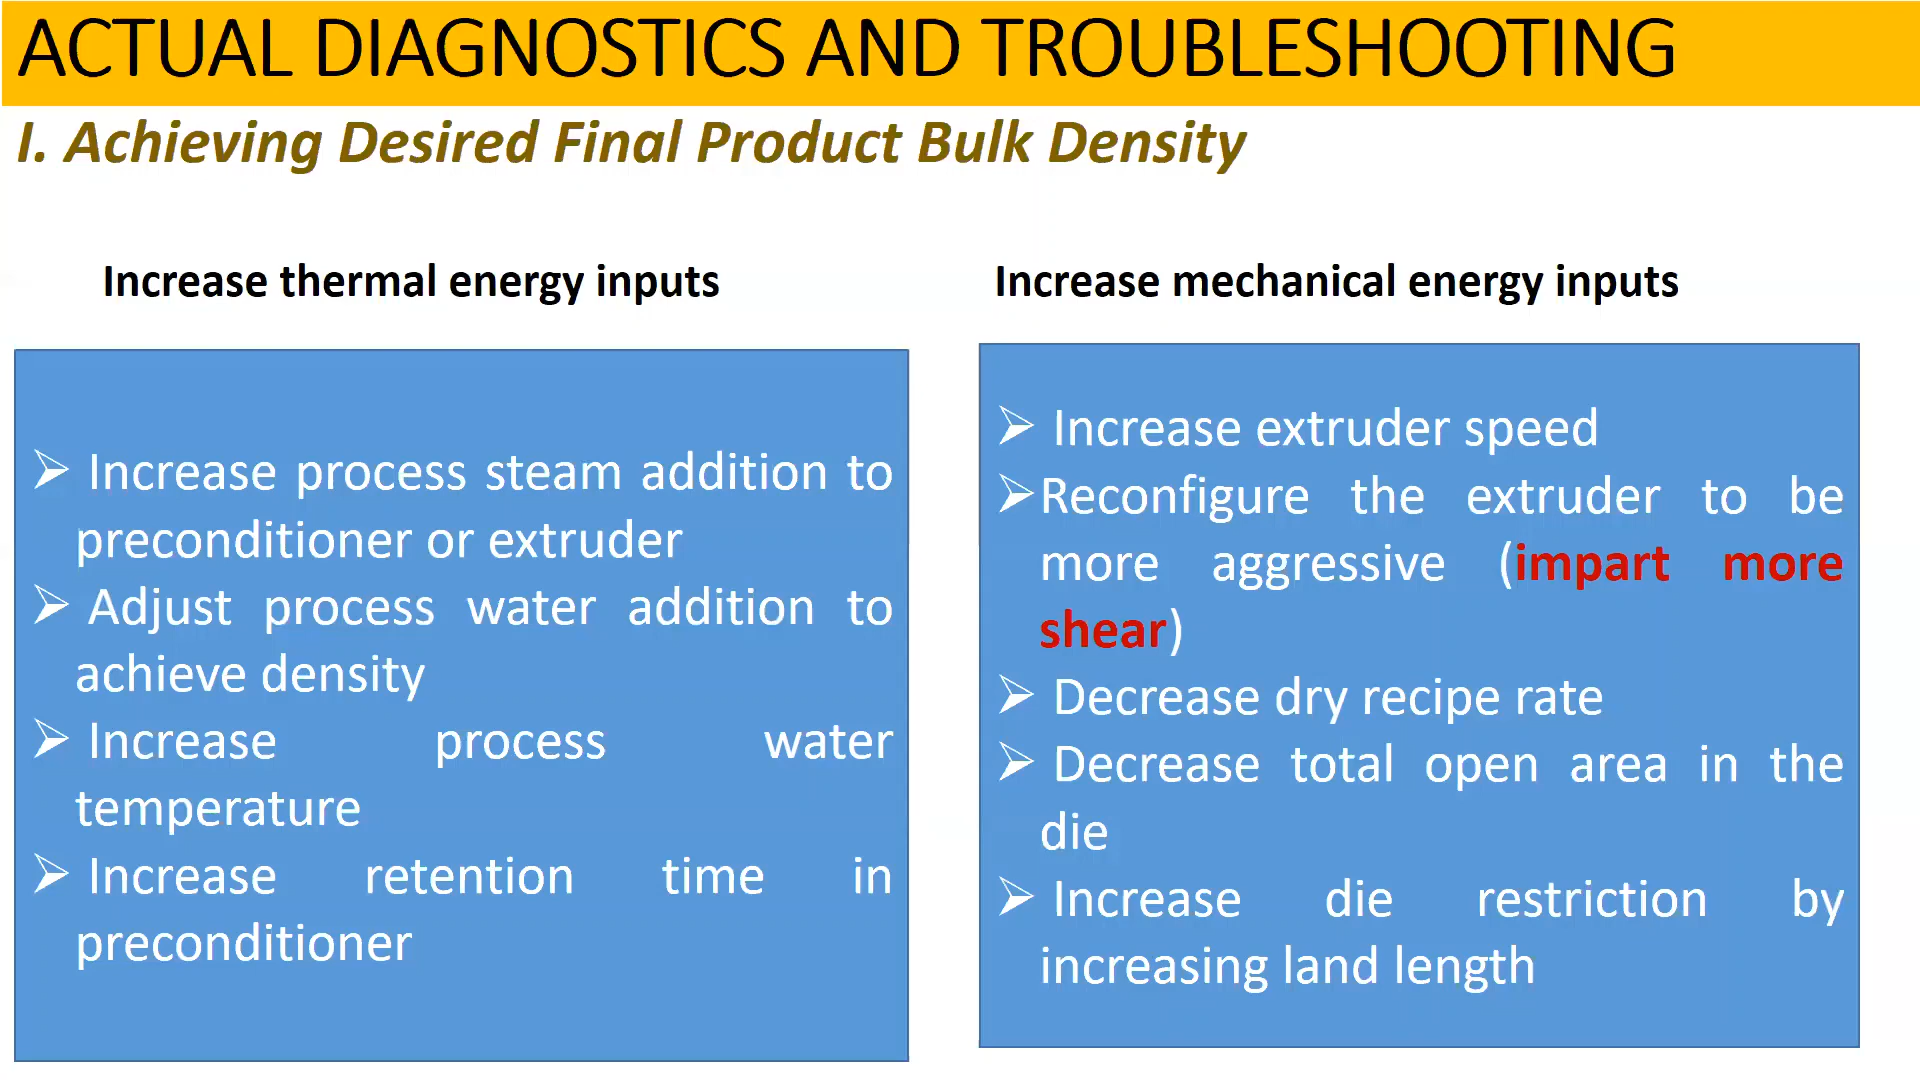 ACTUAL DIAGNOSTICS AND TROUBLESHOOTING
I. Achieving Desired Final Product Bulk Density
Increase thermal energy inputs
➢ Increase process steam addition to
preconditioner or extruder
➢ Adjust process water addition to
achieve density
➢ Increase process water
temperature
➢ Increase retention time in
preconditioner
Increase mechanical energy inputs
➢ Increase extruder speed
➢Reconfigure the extruder to be
more aggressive (impart more
shear)
➢ Decrease dry recipe rate
➢ Decrease total open area in the
die
➢ Increase die restriction by
increasing land length